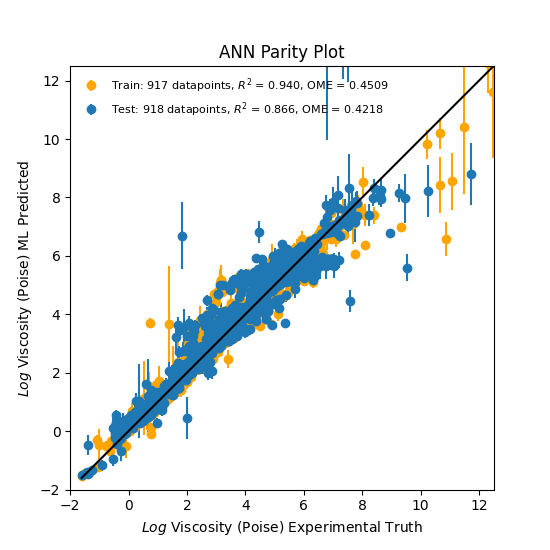 ANN Parity Plot
Train: 917 datapoints, R² = 0.940, OME = 0.4509
Test: 918 datapoints, R² = 0.866, OME = 0.4218
12
10
8
6
4
2
0
−2
Log Viscosity (Poise) ML Predicted
−2 0 2 4 6 8 10 12
Log Viscosity (Poise) Experimental Truth